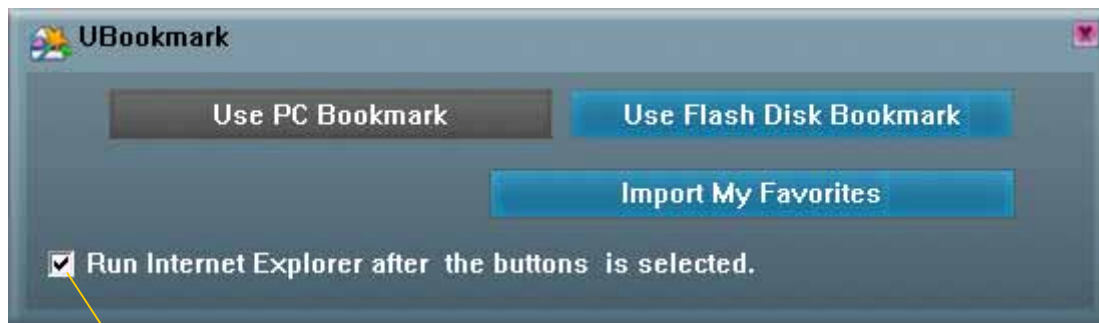 UBookmark
Use PC Bookmark
Use Flash Disk Bookmark
Import My Favorites
Run Internet Explorer after the buttons is selected.